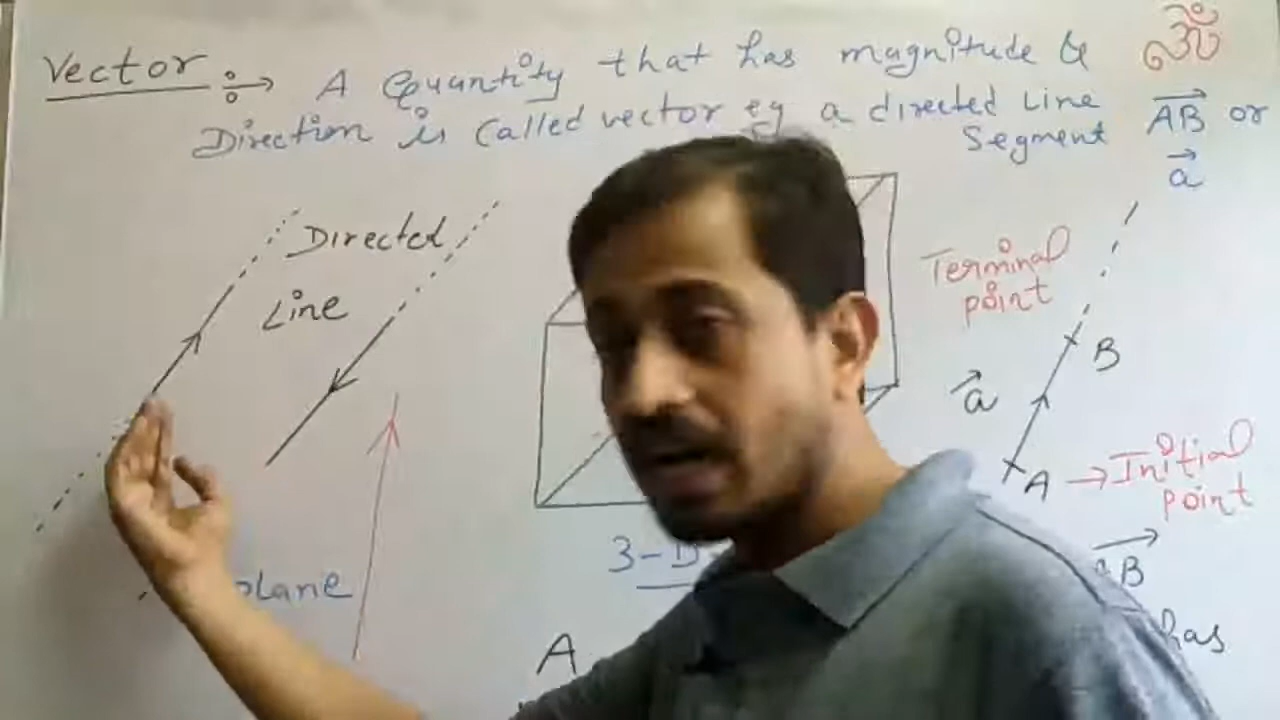 Vector A Quantity that has magnitude & ॐ
Direction is called vector eg a directed Line Segment AB or
a
Directed
Line
Terminal
point
B
a
A → Initial
point
plane
3-D
B
A
has